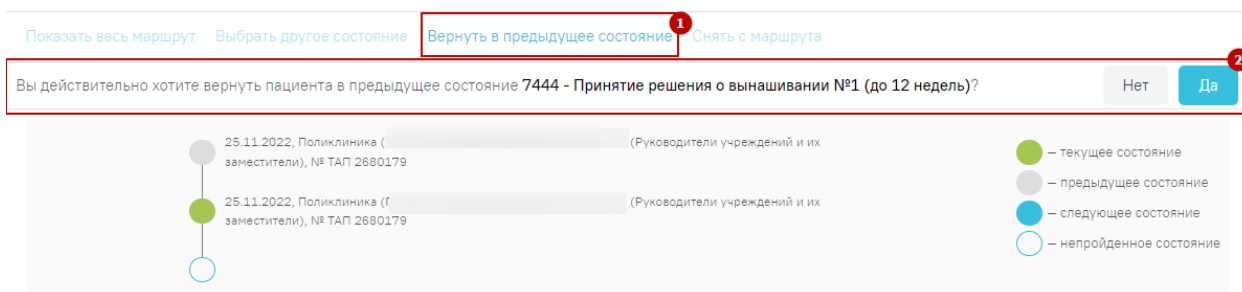 1
Показать весь маршрут Выбрать другое состояние Вернуть в предыдущее состояние Снять с маршрута
2
Вы действительно хотите вернуть пациента в предыдущее состояние 7444 - Принятие решения о вынашивании №1 (до 12 недель)? Нет Да
25.11.2022, Поликлиника ( (Руководители учреждений и их
заместители), № ТАП 2680179
25.11.2022, Поликлиника ( (Руководители учреждений и их
заместители), № ТАП 2680179
– текущее состояние
– предыдущее состояние
– следующее состояние
– непройденное состояние